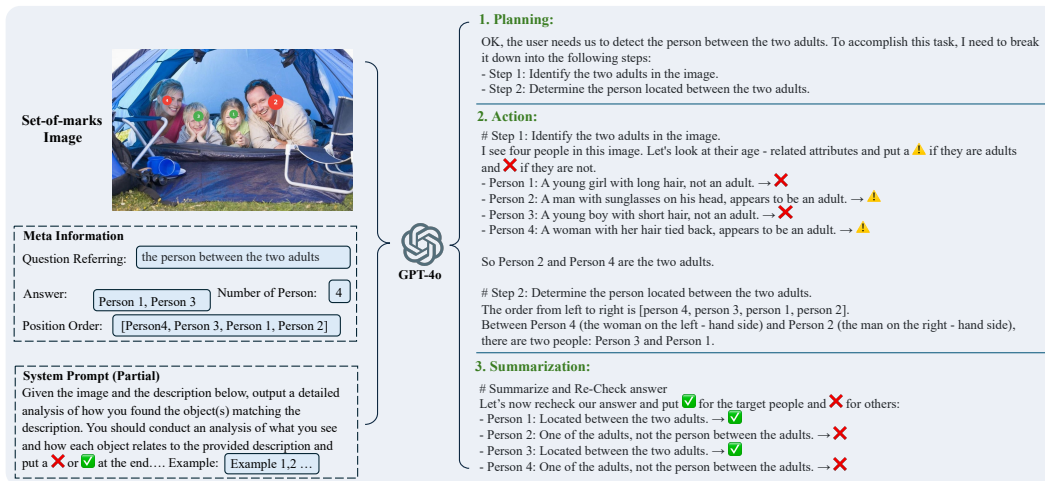 Set-of-marks
Image
4
3
1
2
Meta Information
Question Referring: the person between the two adults
Answer: Person 1, Person 3 Number of Person: 4
Position Order: [Person4, Person 3, Person 1, Person 2]
System Prompt (Partial)
Given the image and the description below, output a detailed
analysis of how you found the object(s) matching the
description. You should conduct an analysis of what you see
and how each object relates to the provided description and
put a ❌ or ✅ at the end…. Example: Example 1,2 …
GPT-4o
1. Planning:
OK, the user needs us to detect the person between the two adults. To accomplish this task, I need to break
it down into the following steps:
- Step 1: Identify the two adults in the image.
- Step 2: Determine the person located between the two adults.
2. Action:
# Step 1: Identify the two adults in the image.
I see four people in this image. Let's look at their age - related attributes and put a ⚠️ if they are adults
and ❌ if they are not.
- Person 1: A young girl with long hair, not an adult. → ❌
- Person 2: A man with sunglasses on his head, appears to be an adult. → ⚠️
- Person 3: A young boy with short hair, not an adult. → ❌
- Person 4: A woman with her hair tied back, appears to be an adult. → ⚠️
So Person 2 and Person 4 are the two adults.
# Step 2: Determine the person located between the two adults.
The order from left to right is [person 4, person 3, person 1, person 2].
Between Person 4 (the woman on the left - hand side) and Person 2 (the man on the right - hand side),
there are two people: Person 3 and Person 1.
3. Summarization:
# Summarize and Re-Check answer
Let's now recheck our answer and put ✅ for the target people and ❌ for others:
- Person 1: Located between the two adults. → ✅
- Person 2: One of the adults, not the person between the adults. → ❌
- Person 3: Located between the two adults. → ✅
- Person 4: One of the adults, not the person between the adults. → ❌